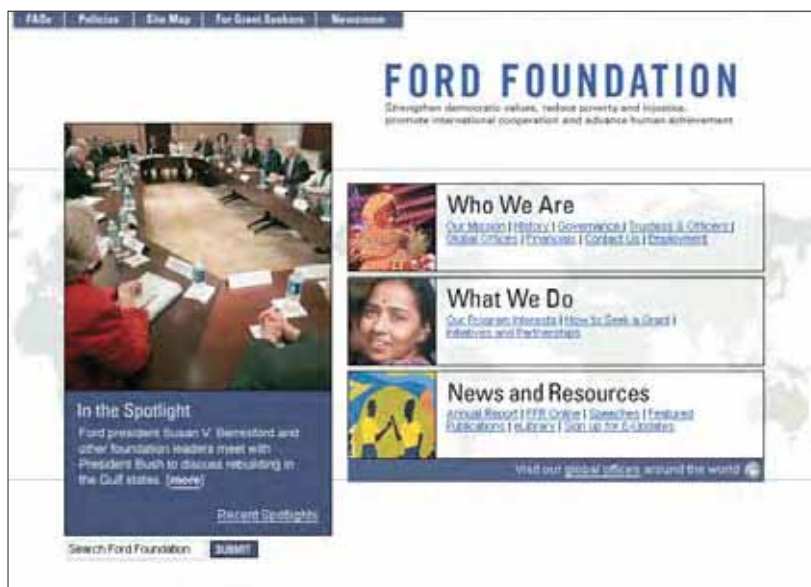 FAQs | Policies | Site Map | For Grant Seekers | Newsroom
FORD FOUNDATION
Strengthen democratic values, reduce poverty and injustice,
promote international cooperation and advance human achievement
Who We Are
Our Mission | History | Governance | Trustees & Officers |
Global Offices | Financials | Contact Us | Employment
What We Do
Our Program Interests | How to Seek a Grant |
Initiatives and Partnerships
News and Resources
Annual Report | FFR Online | Speeches | Featured
Publications | eLibrary | Sign up for E-Updates
Visit our global offices around the world
In the Spotlight
Ford president Susan V. Berresford and
other foundation leaders meet with
President Bush to discuss rebuilding in
the Gulf states. [more]
Recent Spotlights
Search Ford Foundation SUBMIT